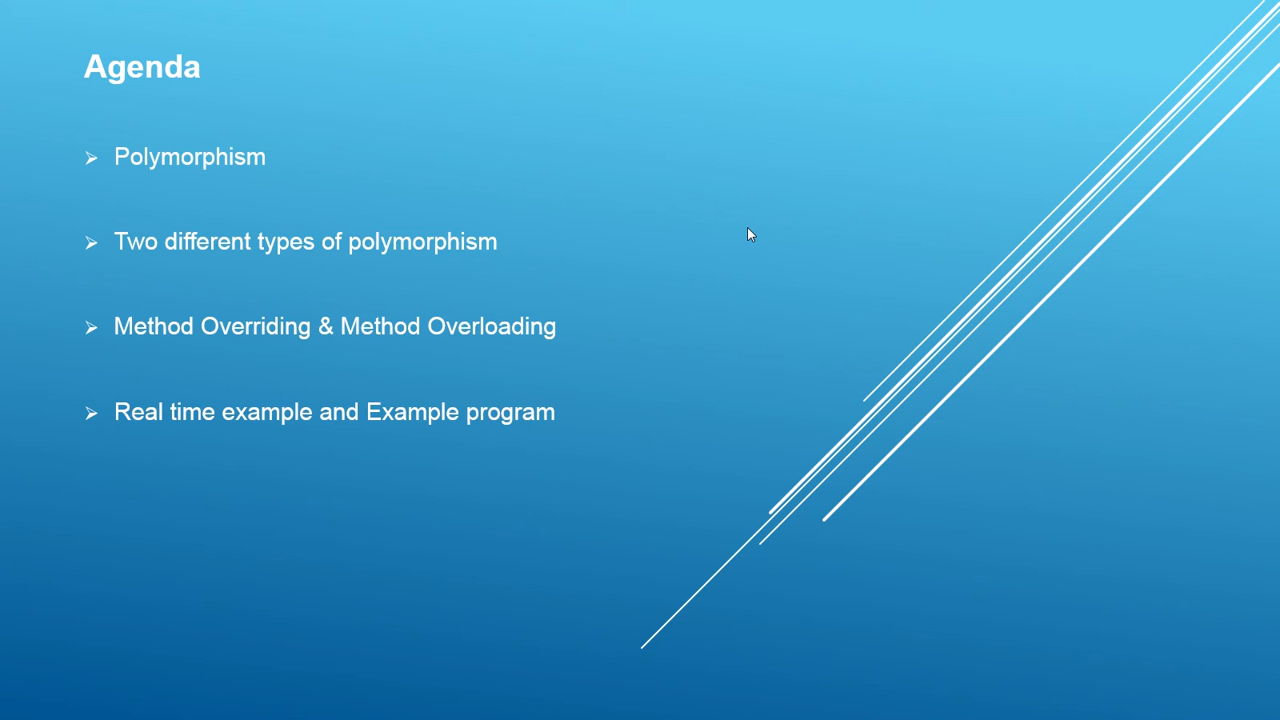 Agenda
➢ Polymorphism
➢ Two different types of polymorphism
➢ Method Overriding & Method Overloading
➢ Real time example and Example program